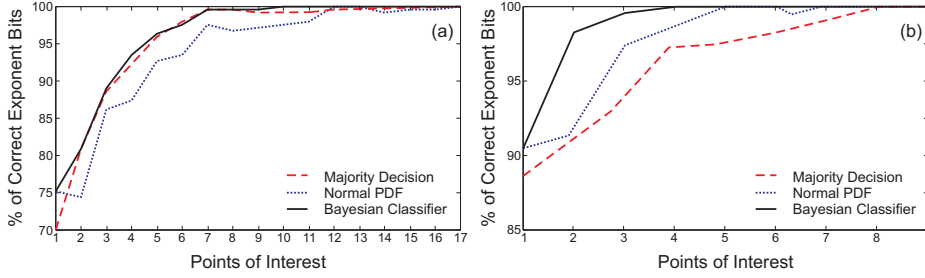 % of Correct Exponent Bits
100
95
90
85
80
75
70
(a)
Majority Decision
Normal PDF
Bayesian Classifier
1 2 3 4 5 6 7 8 9 10 11 12 13 14 15 16 17
Points of Interest
% of Correct Exponent Bits
100
95
90
85
(b)
Majority Decision
Normal PDF
Bayesian Classifier
1 2 3 4 5 6 7 8
Points of Interest